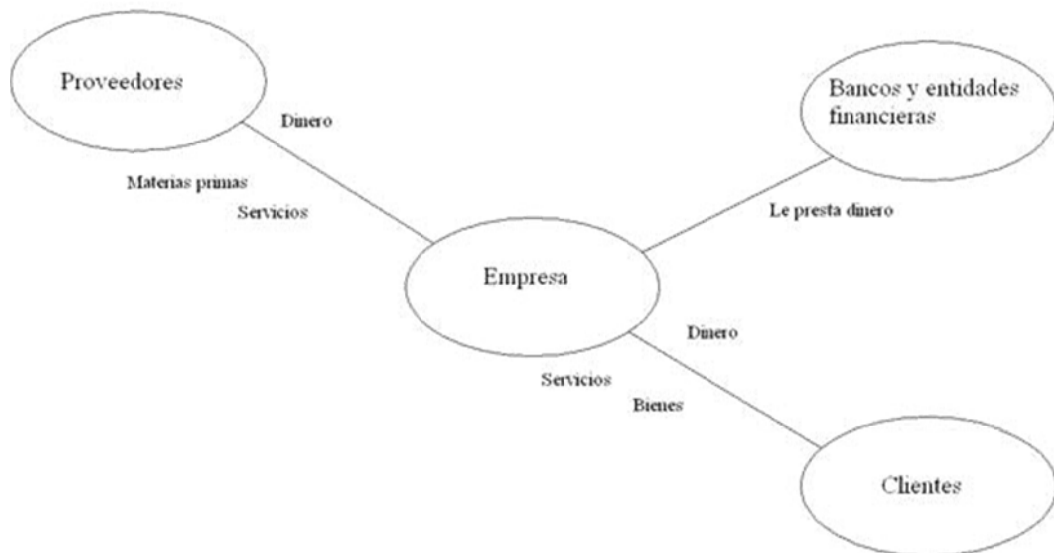 Proveedores
Bancos y entidades
financieras
Dinero
Materias primas
Servicios
Le presta dinero
Empresa
Dinero
Servicios
Bienes
Clientes